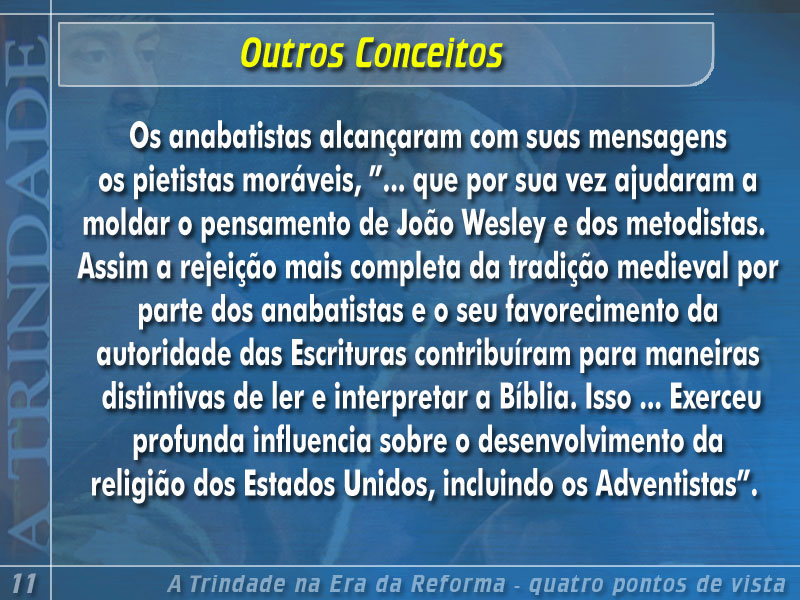 Outros Conceitos
Os anabatistas alcançaram com suas mensagens
os pietistas moráveis, "... que por sua vez ajudaram a
moldar o pensamento de João Wesley e dos metodistas.
Assim a rejeição mais completa da tradição medieval por
parte dos anabatistas e o seu favorecimento da
autoridade das Escrituras contribuíram para maneiras
distintivas de ler e interpretar a Bíblia. Isso ... Exerceu
profunda influencia sobre o desenvolvimento da
religião dos Estados Unidos, incluindo os Adventistas".
A TRINDADE
11
A Trindade na Era da Reforma - quatro pontos de vista